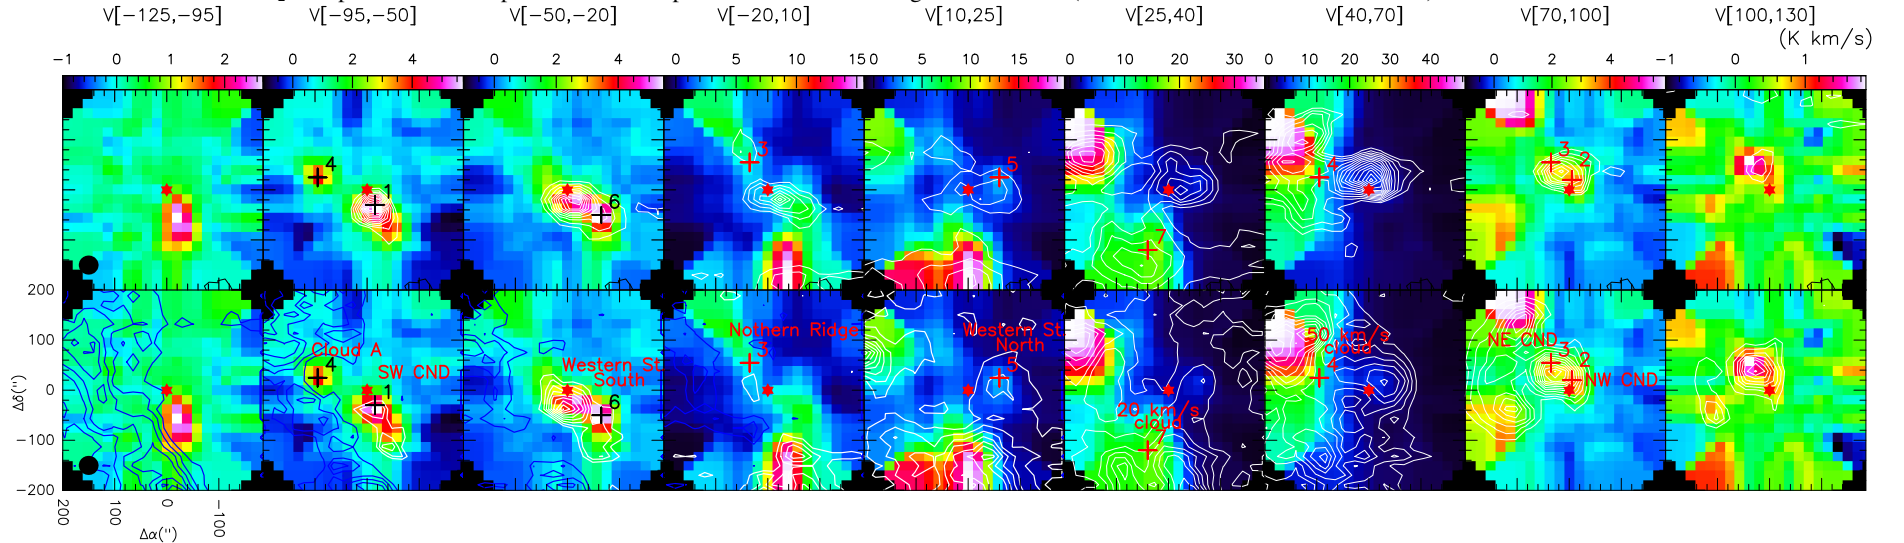 V[−125,−95] V[−95,−50] V[−50,−20] V[−20,10] V[10,25] V[25,40] V[40,70] V[70,100] V[100,130]
(K km/s)
−1 0 1 2 0 2 4 0 2 4 0 5 10 15 0 5 10 15 0 10 20 30 0 10 20 30 40 0 2 4 −1 0 1
4 1 6 3 5 7 4 3 2
200 100 0 −100 −200
Δδ(")
Cloud A
4
SW CND
1
Western St
South
6
Nothern Ridge
3
Western St
North
5
20 km/s
cloud
7
50 km/s
cloud
4
NE CND
3
2
NW CND
200 100 0 −100
Δα(")